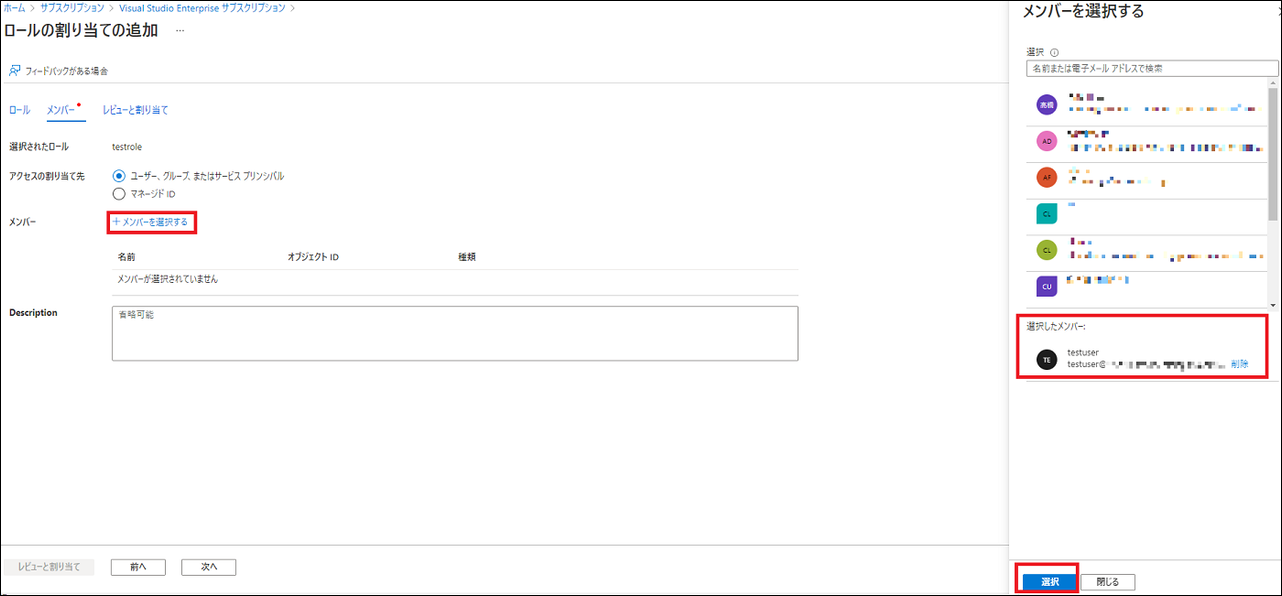 ホーム > サブスクリプション > Visual Studio Enterprise サブスクリプション >
ロールの割り当ての追加 …
フィードバックがある場合
ロール メンバー レビューと割り当て
選択されたロール testrole
アクセスの割り当て先 ユーザー、グループ、またはサービス プリンシパル
マネージド ID
メンバー + メンバーを選択する
名前 オブジェクト ID 種類
メンバーが選択されていません
Description 省略可能
レビューと割り当て 前へ 次へ
メンバーを選択する
選択
名前または電子メール アドレスで検索
高橋
AD
AF
CL
CL
CU
選択したメンバー:
TE testuser
testuser@ 削除
選択 閉じる